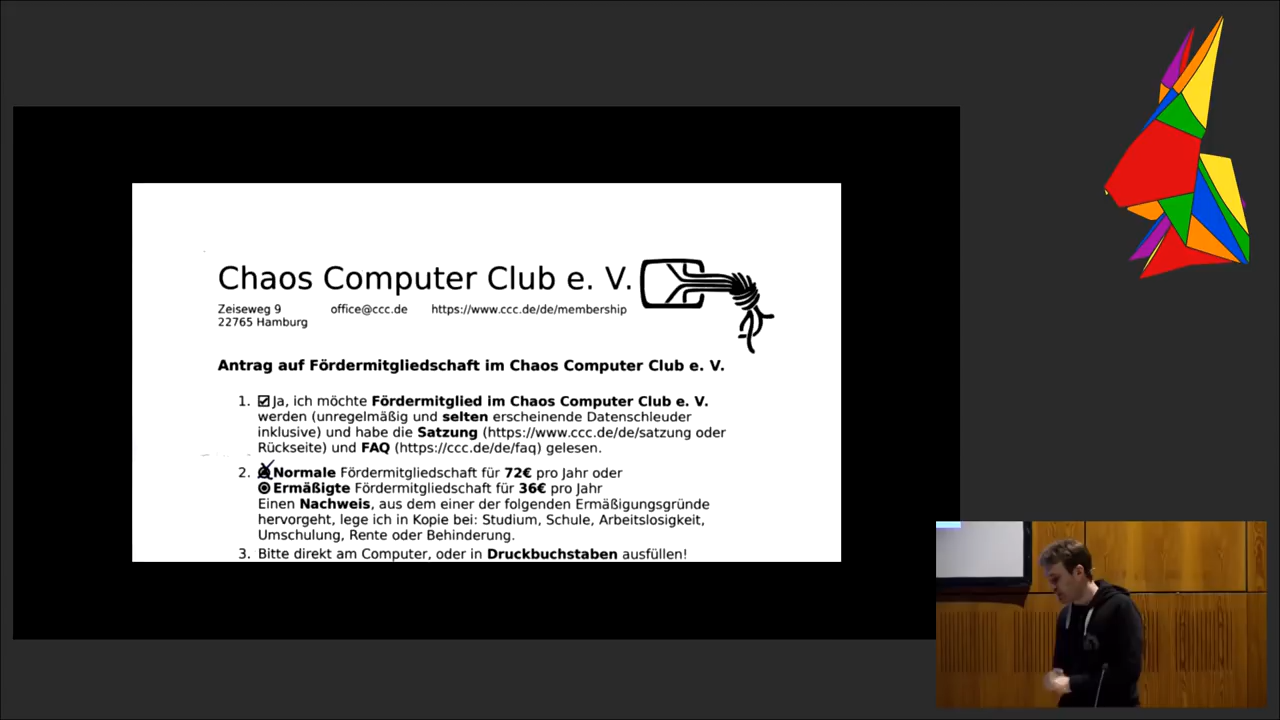 Chaos Computer Club e. V.
Zeiseweg 9 office@ccc.de https://www.ccc.de/de/membership
22765 Hamburg
Antrag auf Fördermitgliedschaft im Chaos Computer Club e. V.
1. Ja, ich möchte Fördermitglied im Chaos Computer Club e. V.
werden (unregelmäßig und selten erscheinende Datenschleuder
inklusive) und habe die Satzung (https://www.ccc.de/de/satzung oder
Rückseite) und FAQ (https://ccc.de/de/faq) gelesen.
2. Normale Fördermitgliedschaft für 72€ pro Jahr oder
Ermäßigte Fördermitgliedschaft für 36€ pro Jahr
Einen Nachweis, aus dem einer der folgenden Ermäßigungsgründe
hervorgeht, lege ich in Kopie bei: Studium, Schule, Arbeitslosigkeit,
Umschulung, Rente oder Behinderung.
3. Bitte direkt am Computer, oder in Druckbuchstaben ausfüllen!